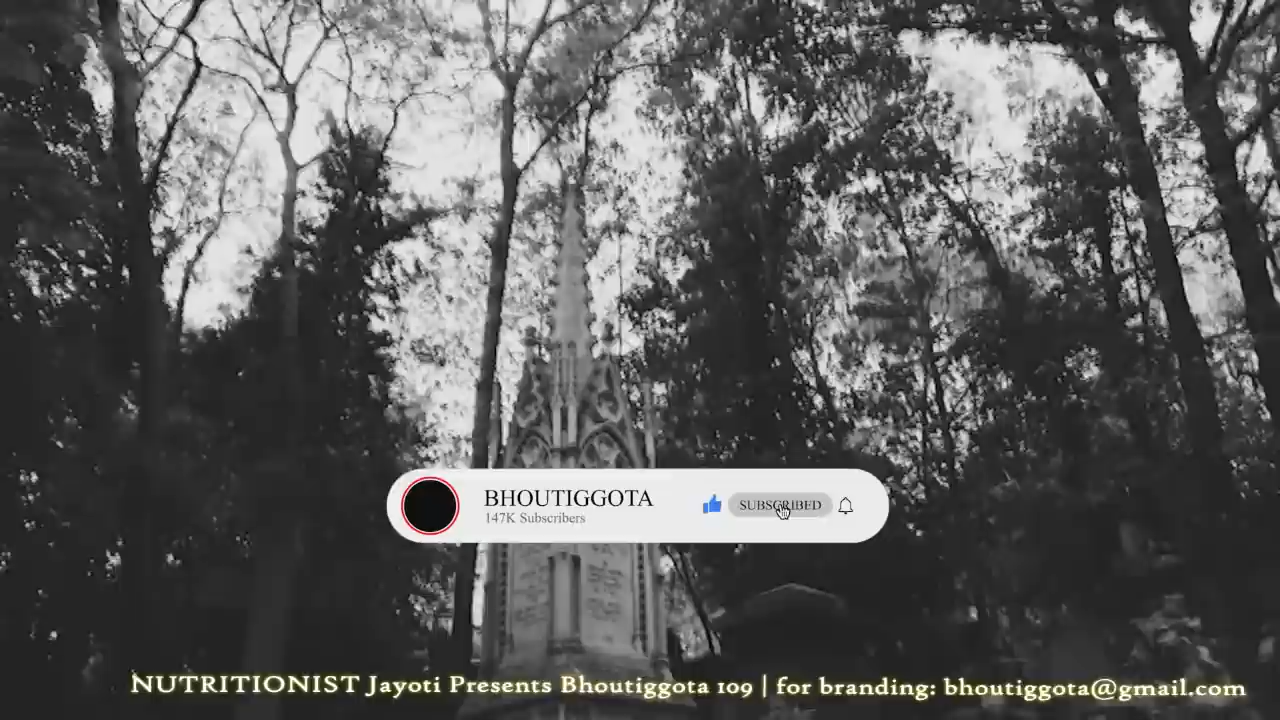 BHOUTIGGOTA
147K Subscribers
SUBSCRIBED
NUTRITIONIST Jayoti Presents Bhoutiggota 109 | for branding: bhoutiggota@gmail.com